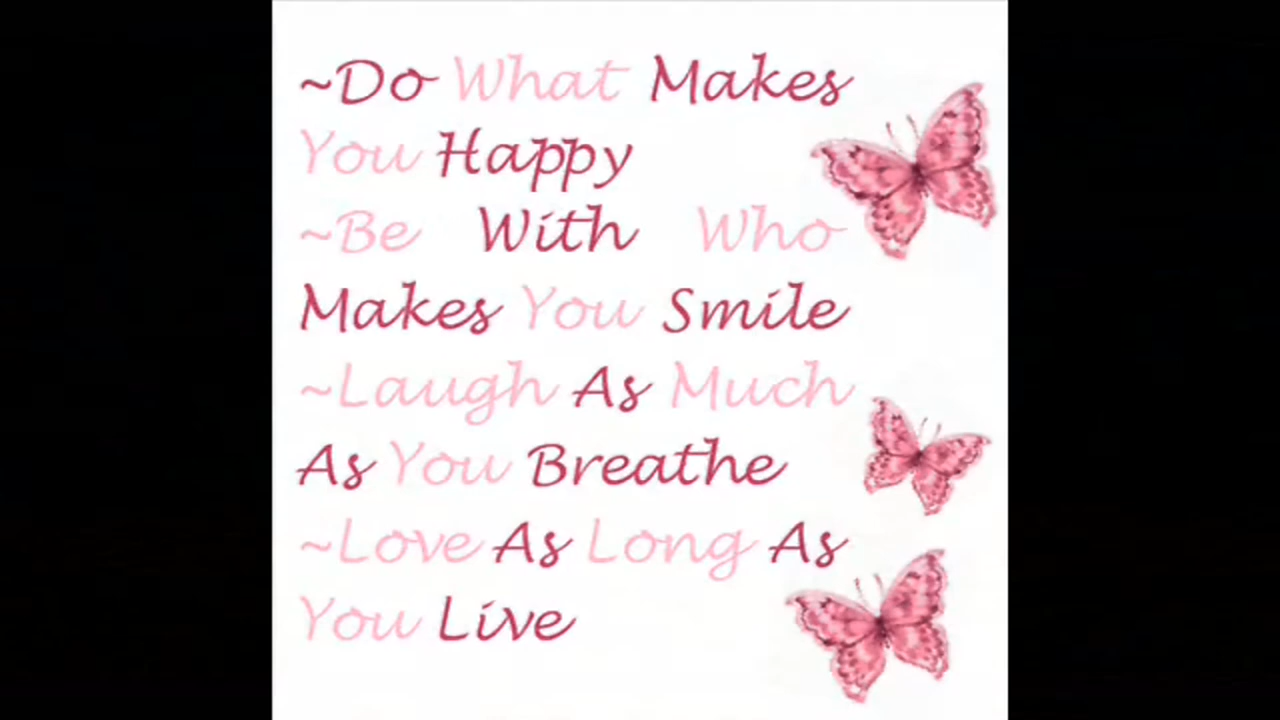 ~Do What Makes
You Happy
~Be With Who
Makes You Smile
~Laugh As Much
As You Breathe
~Love As Long As
You Live